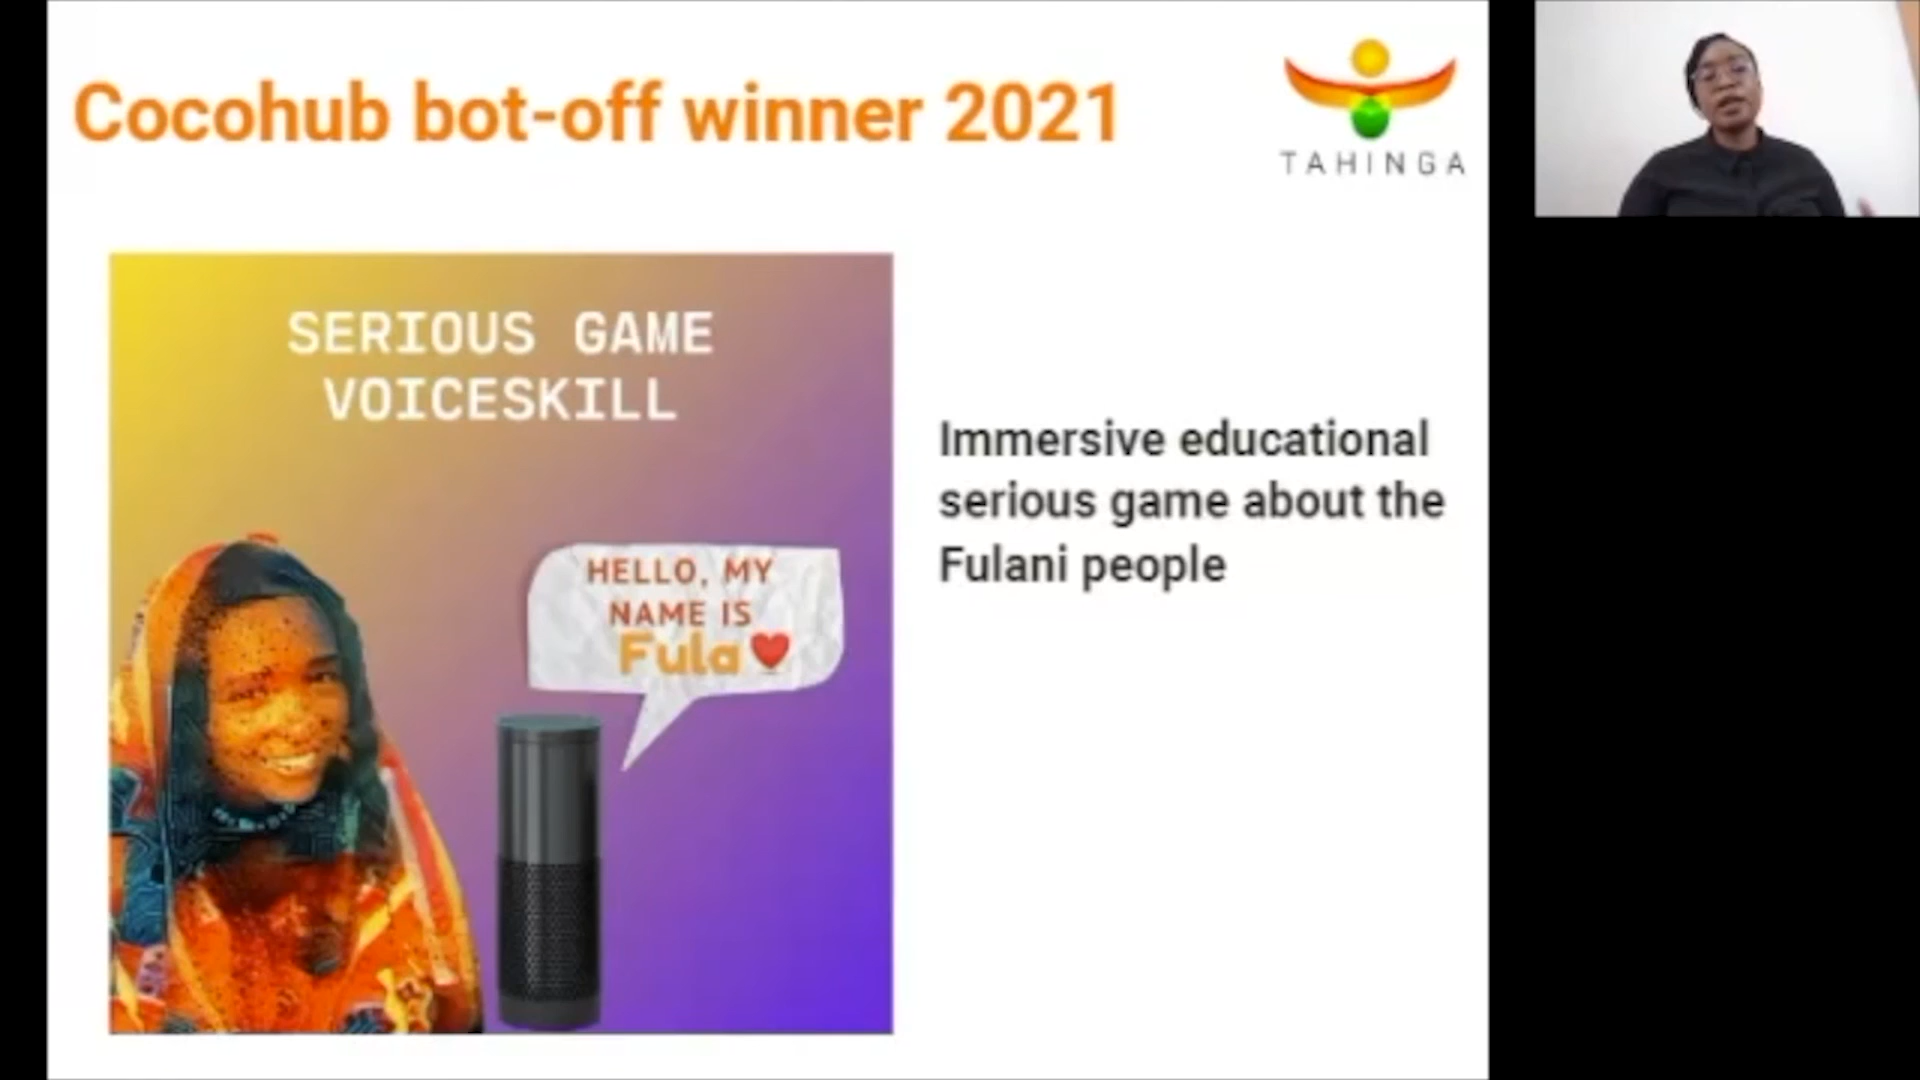 Cocohub bot-off winner 2021
TAHINGA
SERIOUS GAME
VOICESKILL
HELLO, MY
NAME IS
Fula
Immersive educational
serious game about the
Fulani people